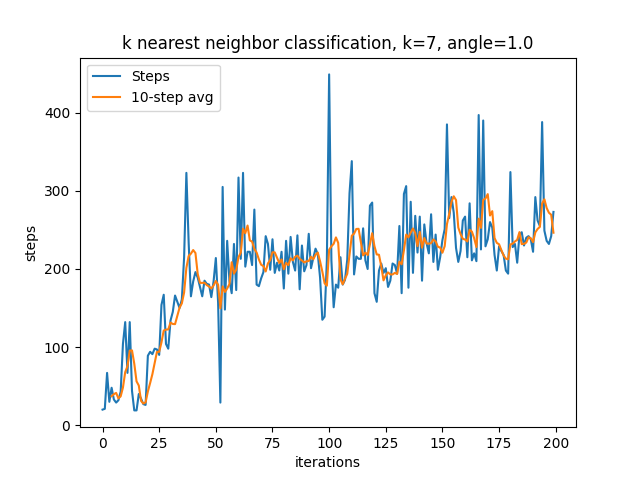 k nearest neighbor classification, k=7, angle=1.0
Steps
10-step avg
400
300
200
100
0
steps
0 25 50 75 100 125 150 175 200
iterations